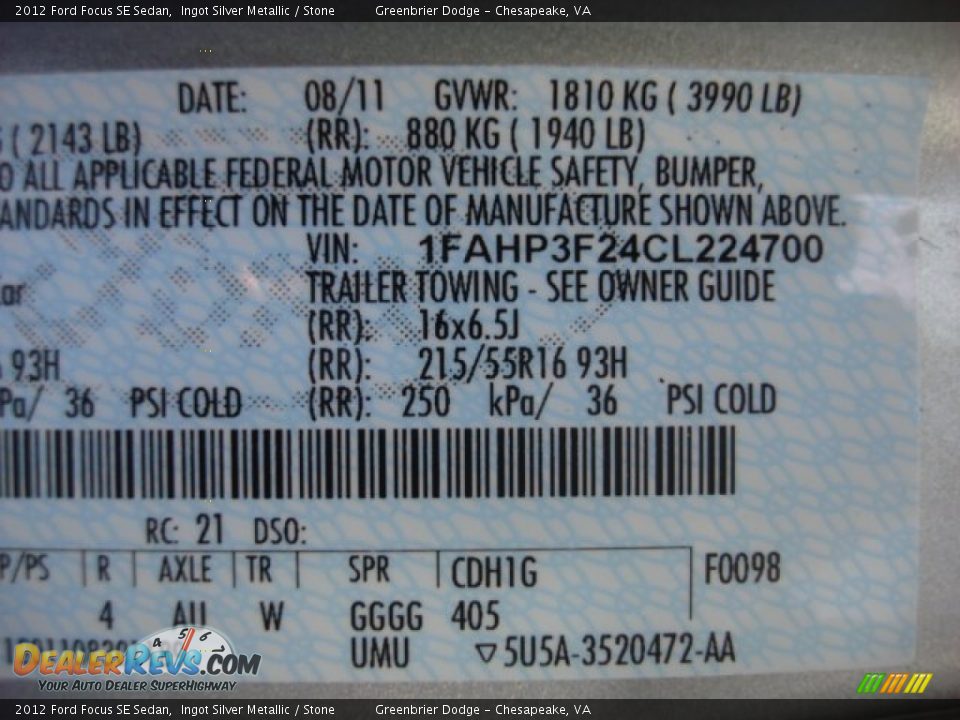 2012 Ford Focus SE Sedan, Ingot Silver Metallic / Stone Greenbrier Dodge - Chesapeake, VA
DATE: 08/11 GVWR: 1810 KG ( 3990 LB)
( 2143 LB) (RR): 880 KG ( 1940 LB)
O ALL APPLICABLE FEDERAL MOTOR VEHICLE SAFETY, BUMPER,
ANDARDS IN EFFECT ON THE DATE OF MANUFACTURE SHOWN ABOVE.
VIN: 1FAHP3F24CL224700
ar TRAILER TOWING - SEE OWNER GUIDE
(RR): 16x6.5J
93H (RR): 215/55R16 93H
Pa/ 36 PSI COLD (RR): 250 kPa/ 36 PSI COLD
RC: 21 DSO:
P/PS R AXLE TR SPR CDH1G F0098
4 AU W GGGG 405
UMU ▽5U5A-3520472-AA
4 5 6
DEALERREVS.COM
YOUR AUTO DEALER SUPERHIGHWAY
2012 Ford Focus SE Sedan, Ingot Silver Metallic / Stone Greenbrier Dodge - Chesapeake, VA